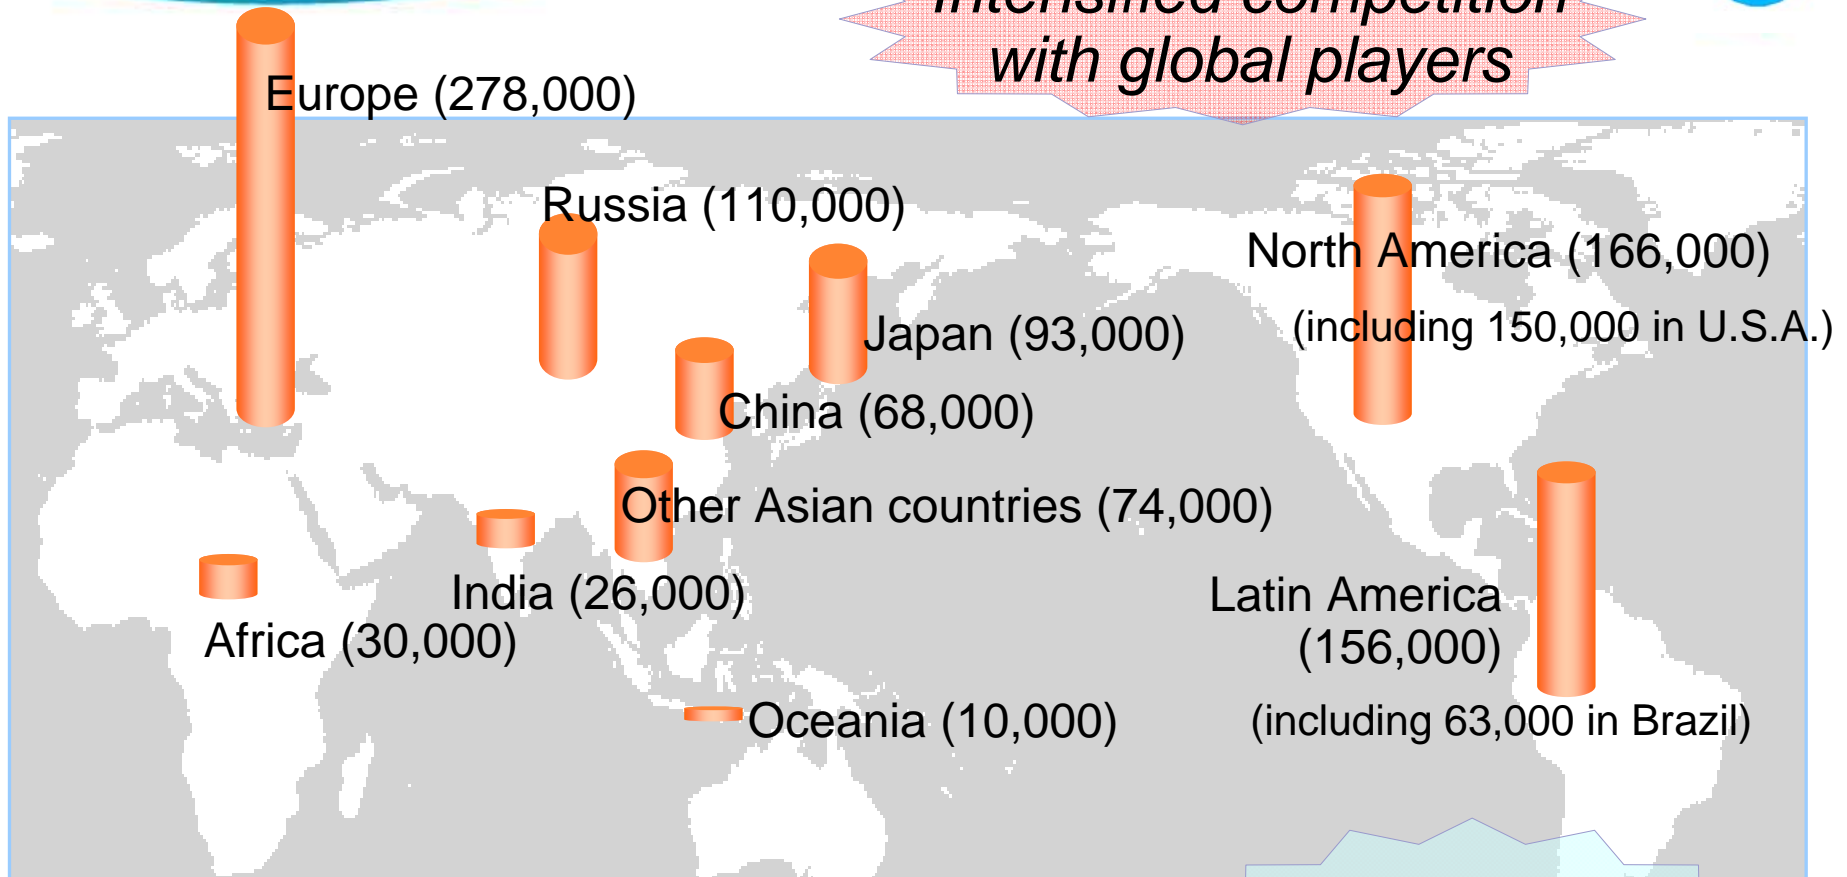 Intensified competition
with global players
Europe (278,000)
Russia (110,000)
North America (166,000)
(including 150,000 in U.S.A.)
Japan (93,000)
China (68,000)
Other Asian countries (74,000)
India (26,000)
Africa (30,000)
Latin America
(156,000)
(including 63,000 in Brazil)
Oceania (10,000)